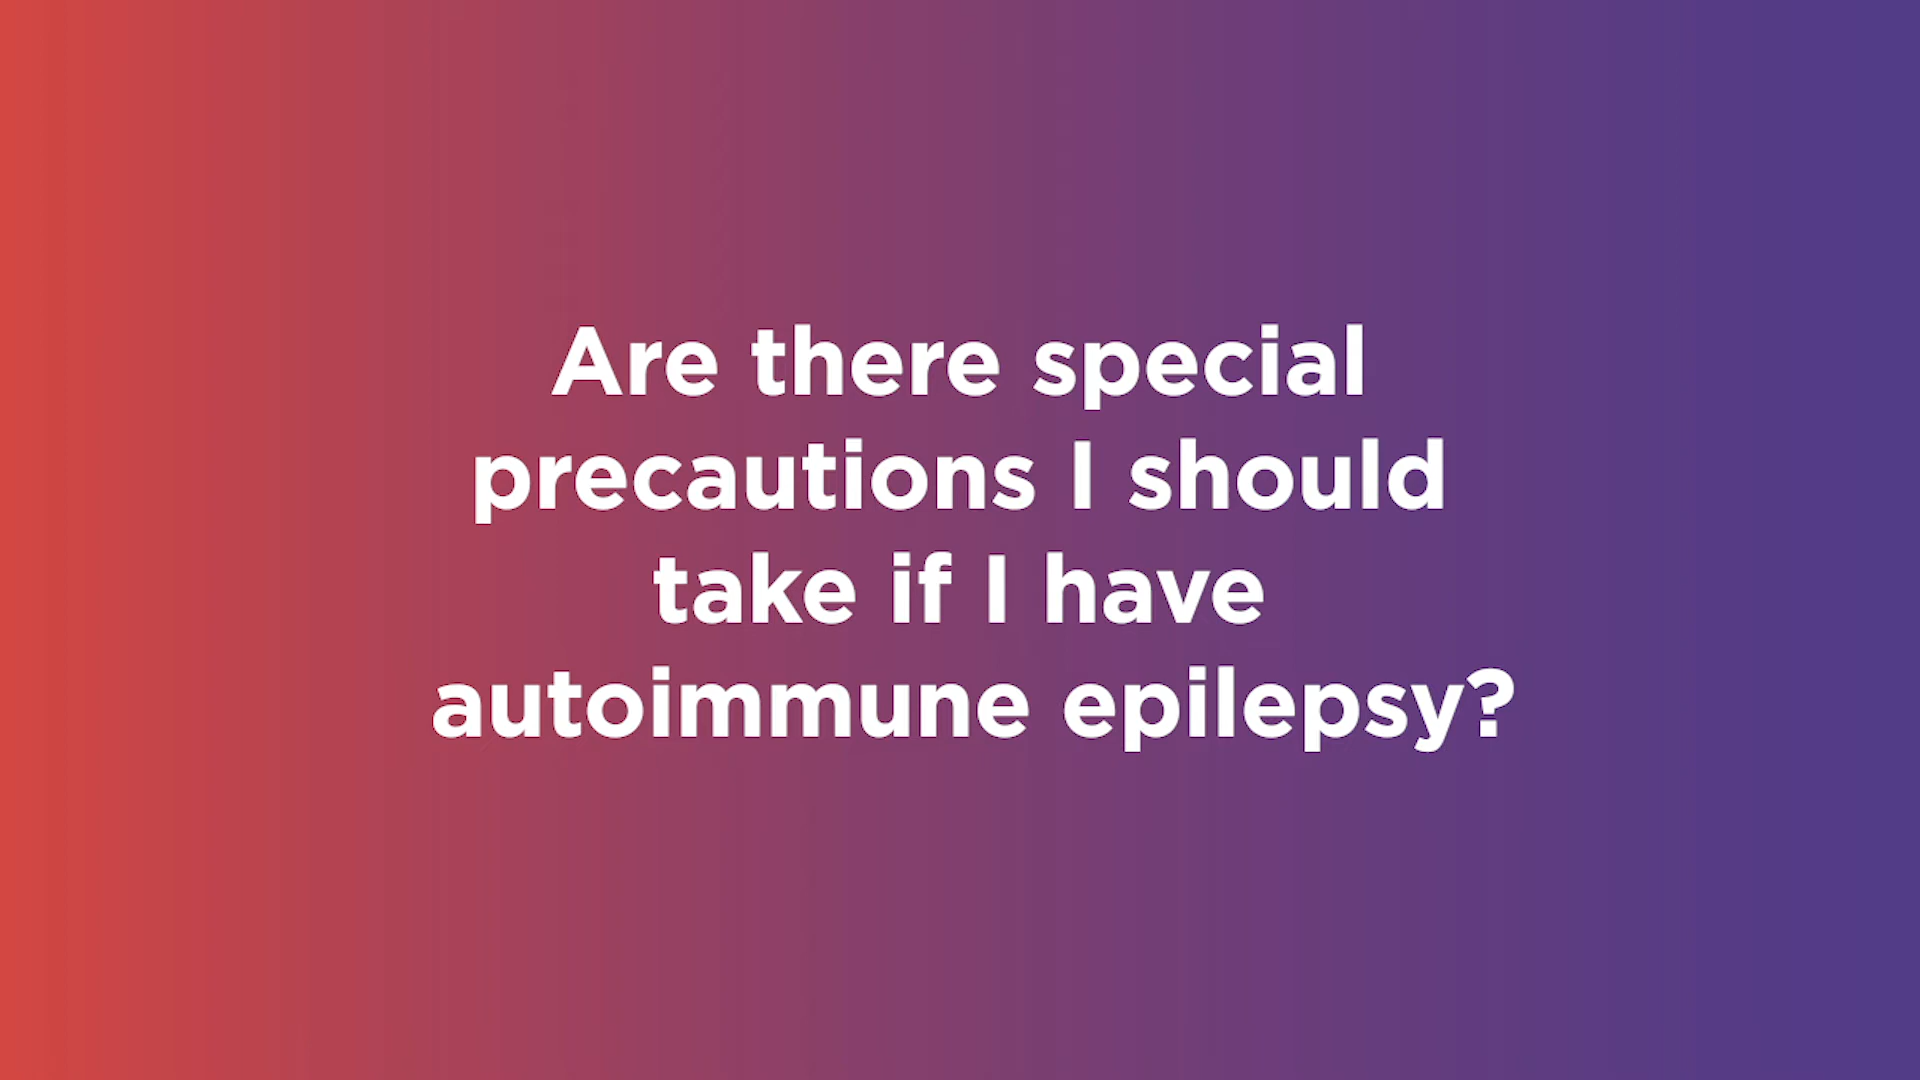 Are there special
precautions I should
take if I have
autoimmune epilepsy?